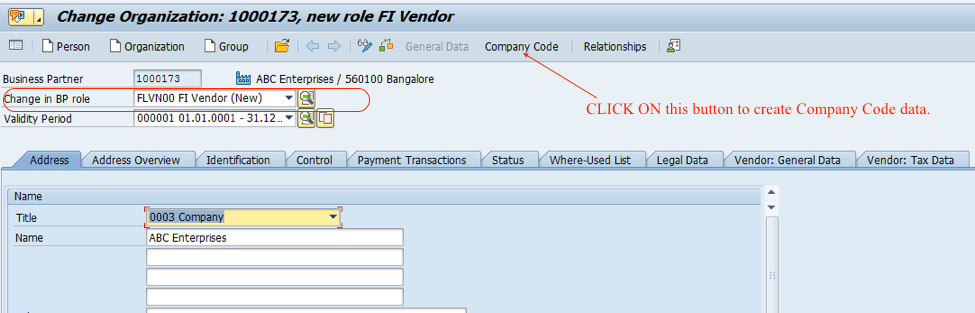 Change Organization: 1000173, new role FI Vendor
Person Organization Group General Data Company Code Relationships
Business Partner 1000173 ABC Enterprises / 560100 Bangalore
Change in BP role FLVN00 FI Vendor (New)
CLICK ON this button to create Company Code data.
Validity Period 000001 01.01.0001 - 31.12...
Address Address Overview Identification Control Payment Transactions Status Where-Used List Legal Data Vendor: General Data Vendor: Tax Data
Name
Title 0003 Company
Name ABC Enterprises